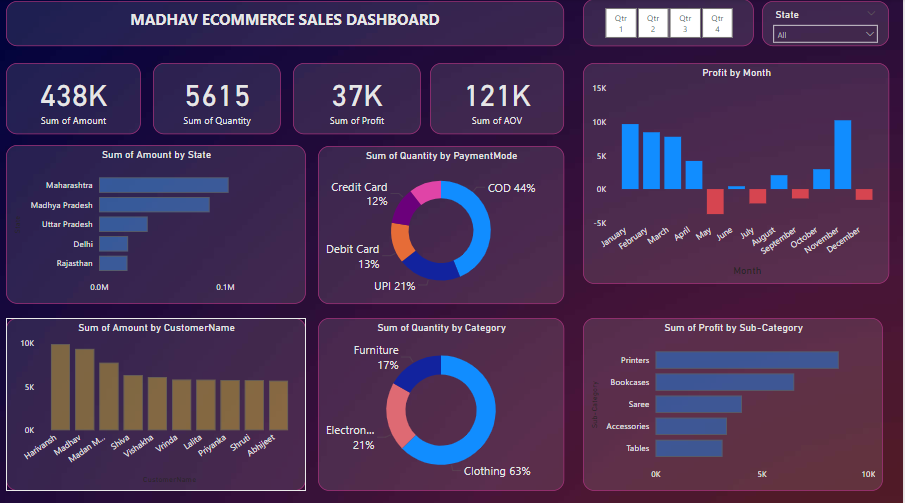 MADHAV ECOMMERCE SALES DASHBOARD
Qtr 1
Qtr 2
Qtr 3
Qtr 4
State
All
438K
Sum of Amount
5615
Sum of Quantity
37K
Sum of Profit
121K
Sum of AOV
Profit by Month
15K
10K
5K
0K
-5K
January
February
March
April
May
June
July
August
September
October
November
December
Month
Sum of Amount by State
Maharashtra
Madhya Pradesh
Uttar Pradesh
Delhi
Rajasthan
0.0M
0.1M
Sum of Quantity by PaymentMode
Credit Card
12%
COD 44%
Debit Card
13%
UPI 21%
Sum of Amount by CustomerName
10K
5K
0K
Harivansh
Madhav
Madan M...
Shiva
Vishakha
Vrinda
Lalita
Priyanka
Shruti
Abhijeet
CustomerName
Sum of Quantity by Category
Furniture
17%
Electron...
21%
Clothing 63%
Sum of Profit by Sub-Category
Sub-Category
Printers
Bookcases
Saree
Accessories
Tables
0K
5K
10K